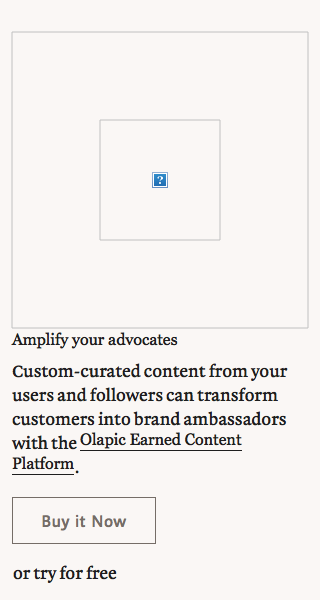 Amplify your advocates
Custom-curated content from your
users and followers can transform
customers into brand ambassadors
with the Olapic Earned Content
Platform.
Buy it Now
or try for free